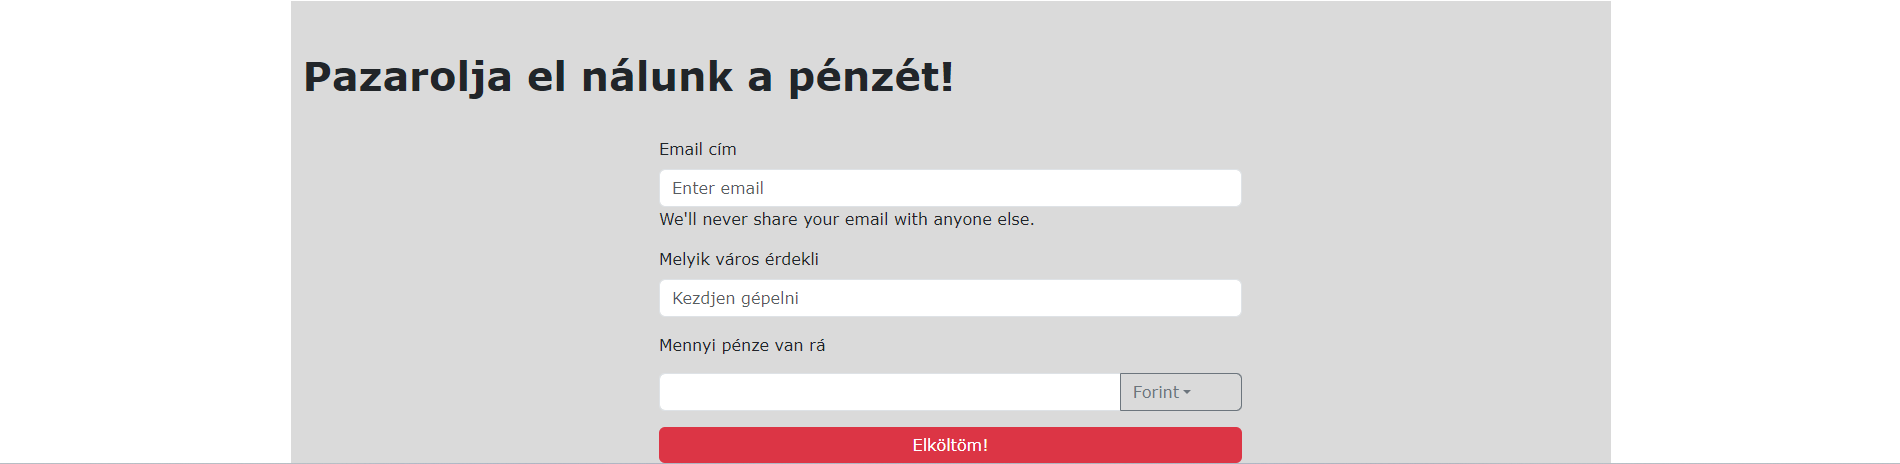 Pazarolja el nálunk a pénzét!
Email cím
Enter email
We'll never share your email with anyone else.
Melyik város érdekli
Kezdjen gépelni
Mennyi pénze van rá
Forint
Elköltöm!